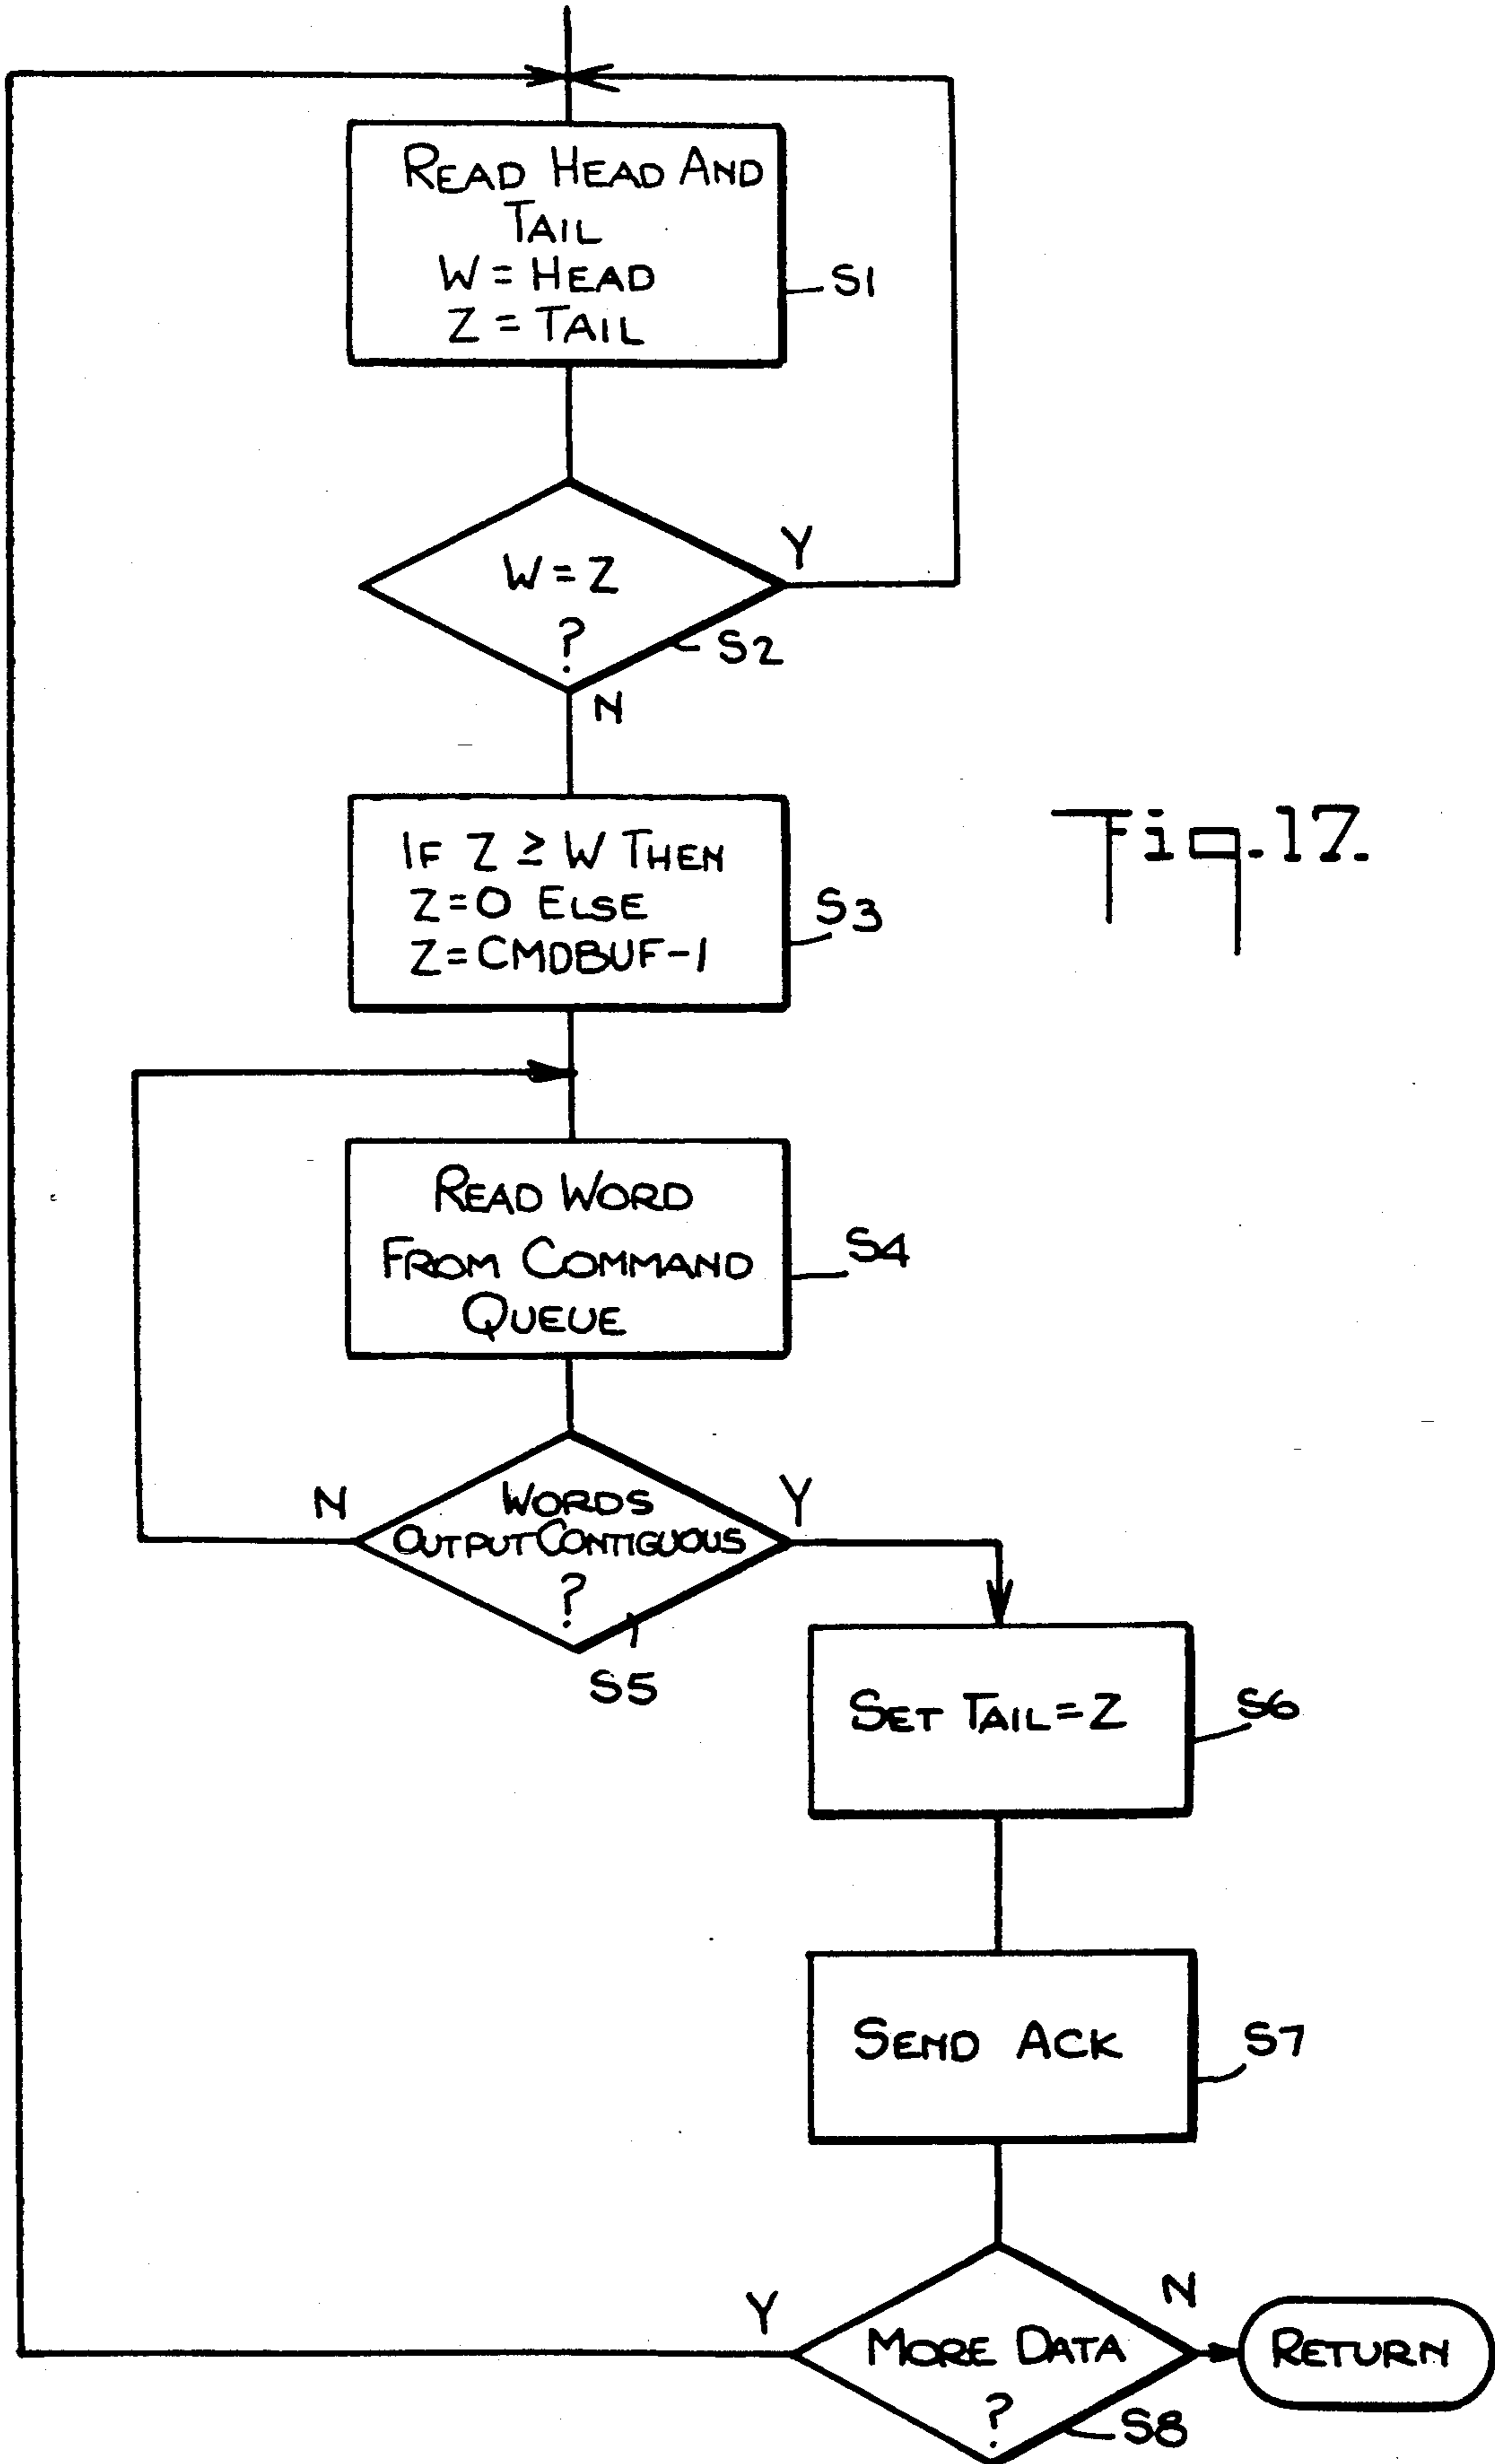 READ HEAD AND
TAIL
W = HEAD
Z = TAIL
S1
Y
W = Z
?
S2
N
IF Z ≥ W THEN
Z=0 ELSE
Z=CMDBUF-1
S3
Fig.17.
READ WORD
FROM COMMAND
QUEUE
S4
N
WORDS
OUTPUT CONTIGUOUS
?
Y
S5
SET TAIL=Z
S6
SEND ACK
S7
Y
MORE DATA
?
N
S8
RETURN